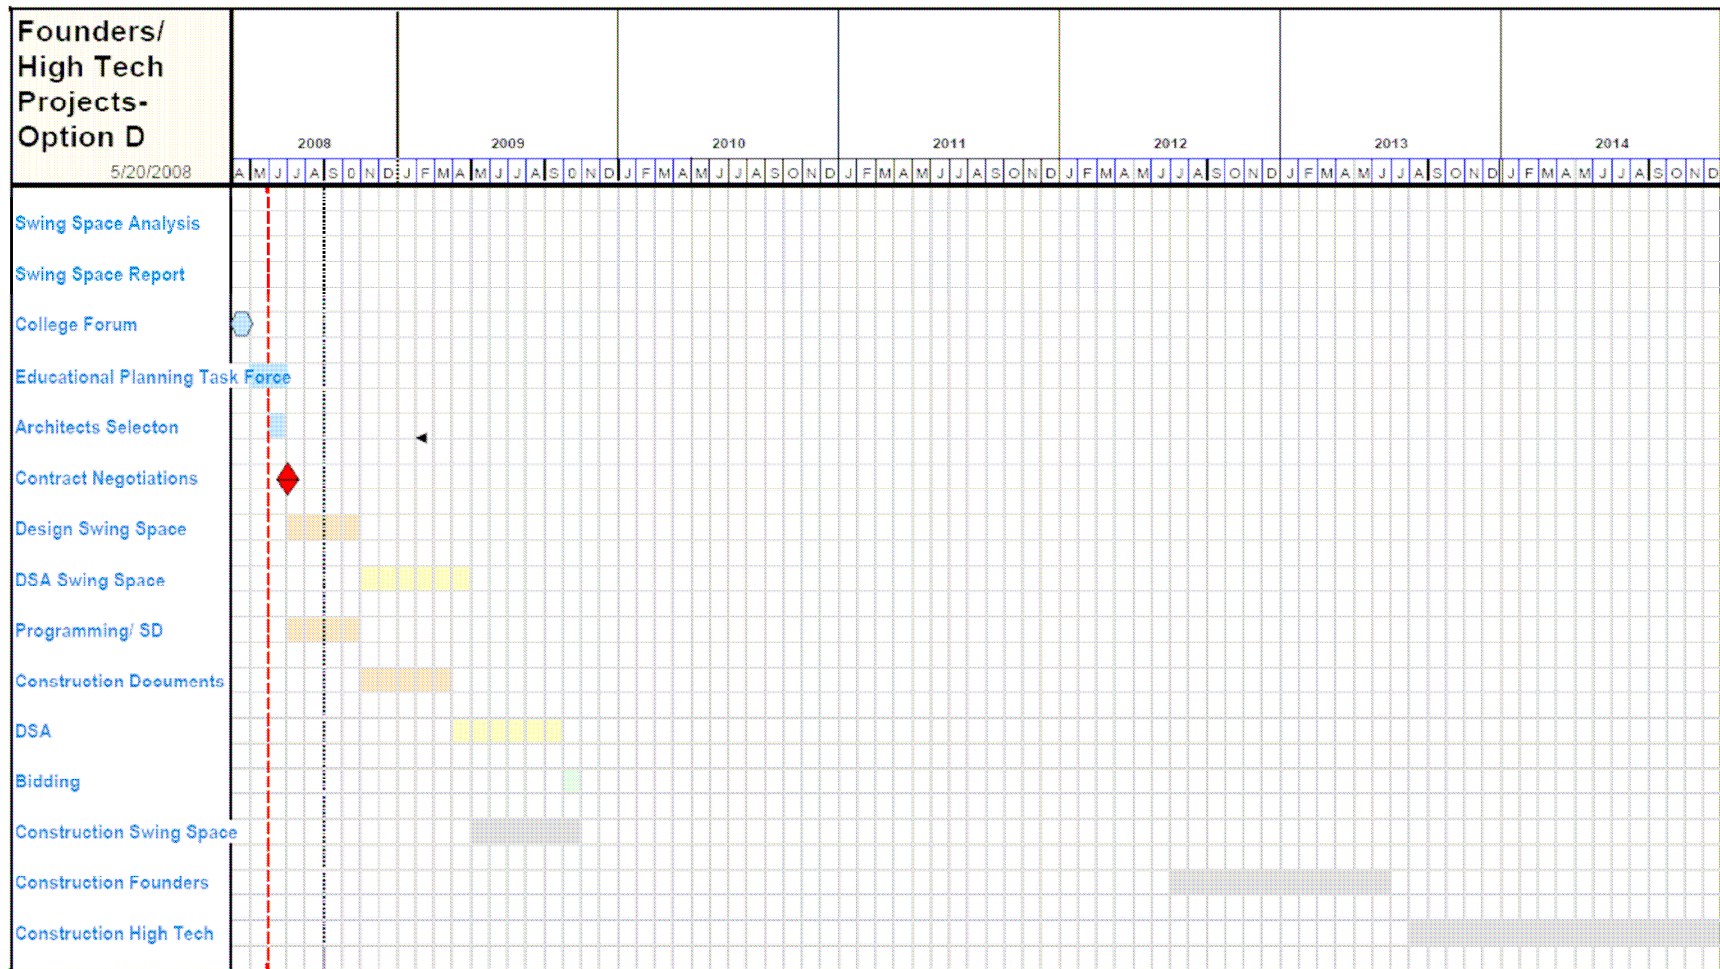 Founders/
High Tech
Projects-
Option D
5/20/2008
2008 2009 2010 2011 2012 2013 2014
A M J J A S 0 N D J F M A M J J A S 0 N D J F M A M J J A S O N D J F M A M J J A S O N D J F M A M J J A S O N D J F M A M J J A S O N D J F M A M J J A S O N D
Swing Space Analysis
Swing Space Report
College Forum
Educational Planning Task Force
Architects Selecton
Contract Negotiations
Design Swing Space
DSA Swing Space
Programming/ SD
Construction Documents
DSA
Bidding
Construction Swing Space
Construction Founders
Construction High Tech